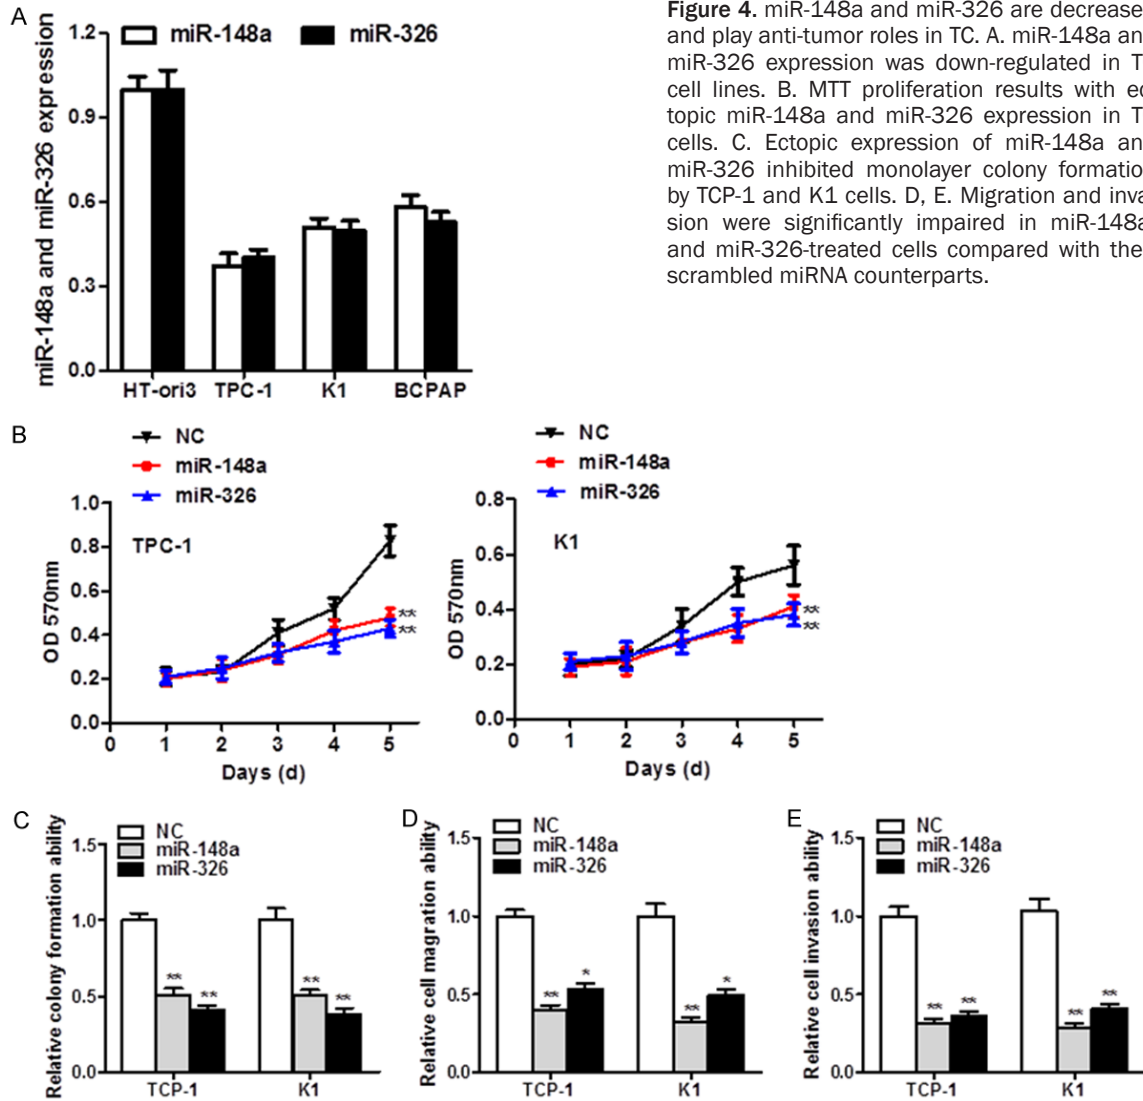 A
miR-148a
miR-326
miR-148a and miR-326 expression
1.2
0.9
0.6
0.3
0.0
HT-ori3 TPC-1 K1 BCPAP
Figure 4. miR-148a and miR-326 are decrease
and play anti-tumor roles in TC. A. miR-148a an
miR-326 expression was down-regulated in T
cell lines. B. MTT proliferation results with ec
topic miR-148a and miR-326 expression in T
cells. C. Ectopic expression of miR-148a an
miR-326 inhibited monolayer colony formatio
by TCP-1 and K1 cells. D, E. Migration and inva
sion were significantly impaired in miR-148a
and miR-326-treated cells compared with the
scrambled miRNA counterparts.
B
NC
miR-148a
miR-326
TPC-1
OD 570nm
1.0
0.8
0.6
0.4
0.2
0.0
**
**
0 1 2 3 4 5
Days (d)
NC
miR-148a
miR-326
K1
OD 570nm
0.8
0.6
0.4
0.2
0.0
**
**
0 1 2 3 4 5
Days (d)
C
NC
miR-148a
miR-326
Relative colony formation ability
1.5
1.0
0.5
0.0
** ** ** **
TCP-1 K1
D
NC
miR-148a
miR-326
Relative cell magration ability
1.5
1.0
0.5
0.0
** * ** *
TCP-1 K1
E
NC
miR-148a
miR-326
Relative cell invasion ability
1.5
1.0
0.5
0.0
** ** ** **
TCP-1 K1